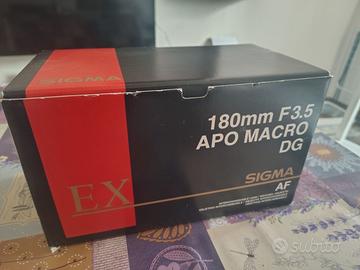 SIGMA
180mm F3.5
APO MACRO
DG
SIGMA
AF
EX
subito